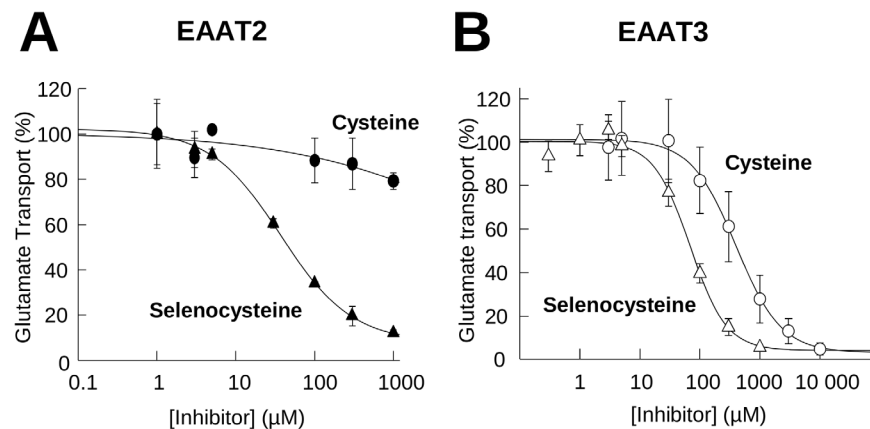 A
EAAT2
Glutamate Transport (%)
120
100
80
60
40
20
0
Cysteine
Selenocysteine
0.1
1
10
100
1000
[Inhibitor] (µM)
B
EAAT3
Glutamate transport (%)
120
100
80
60
40
20
0
Cysteine
Selenocysteine
1
10
100
1000
10 000
[Inhibitor] (µM)